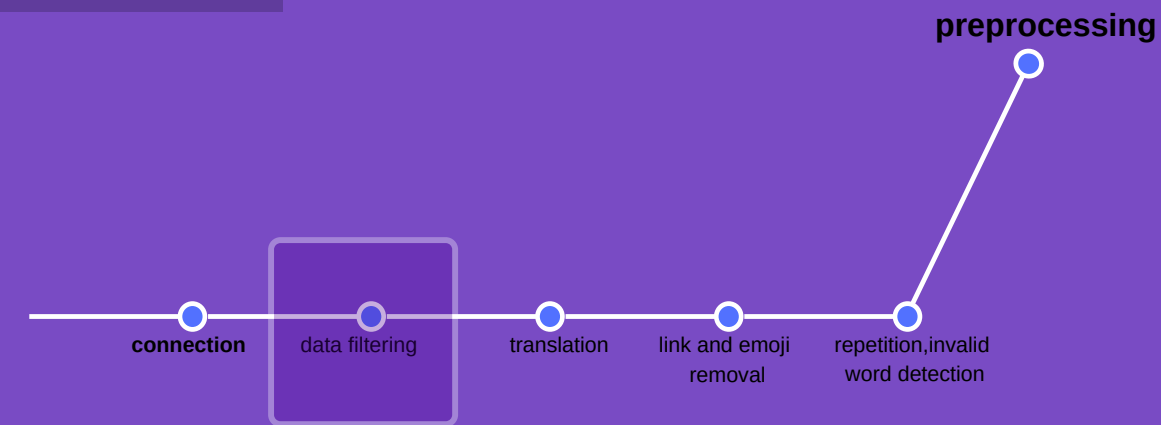 preprocessing
connection
data filtering
translation
link and emoji
removal
repetition,invalid
word detection